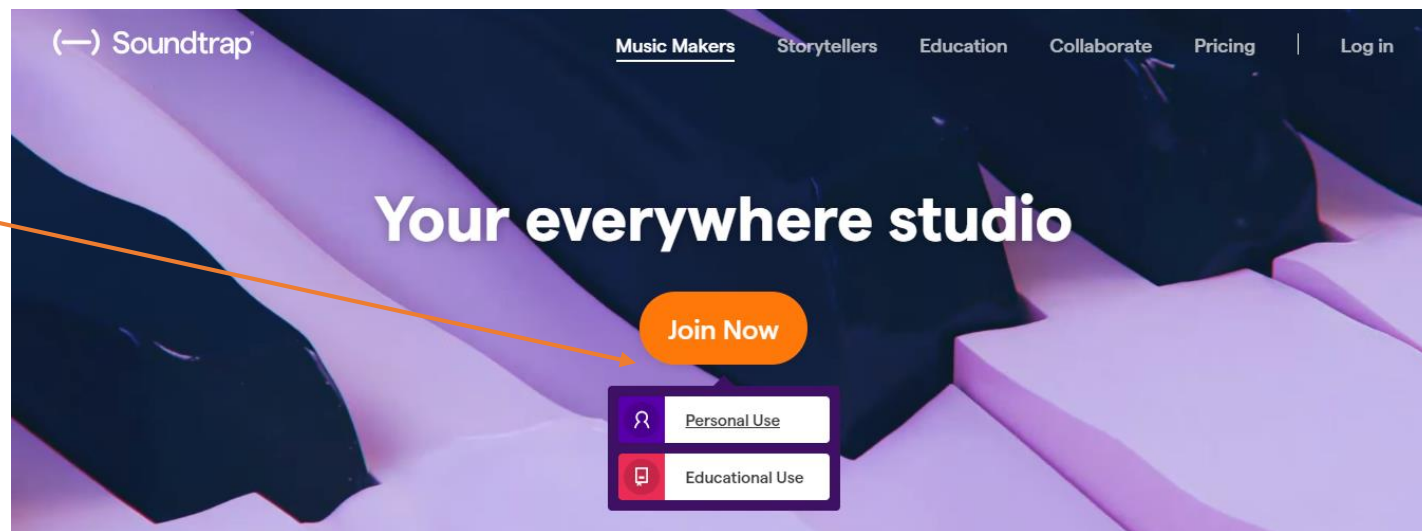 (—) Soundtrap
Music Makers Storytellers Education Collaborate Pricing | Log in
Your everywhere studio
Join Now
Personal Use
Educational Use